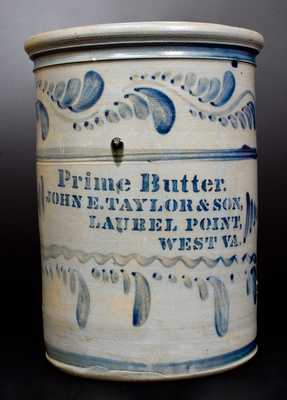 Prime Butter.
JOHN E. TAYLOR & SON,
LAUREL POINT,
WEST VA.